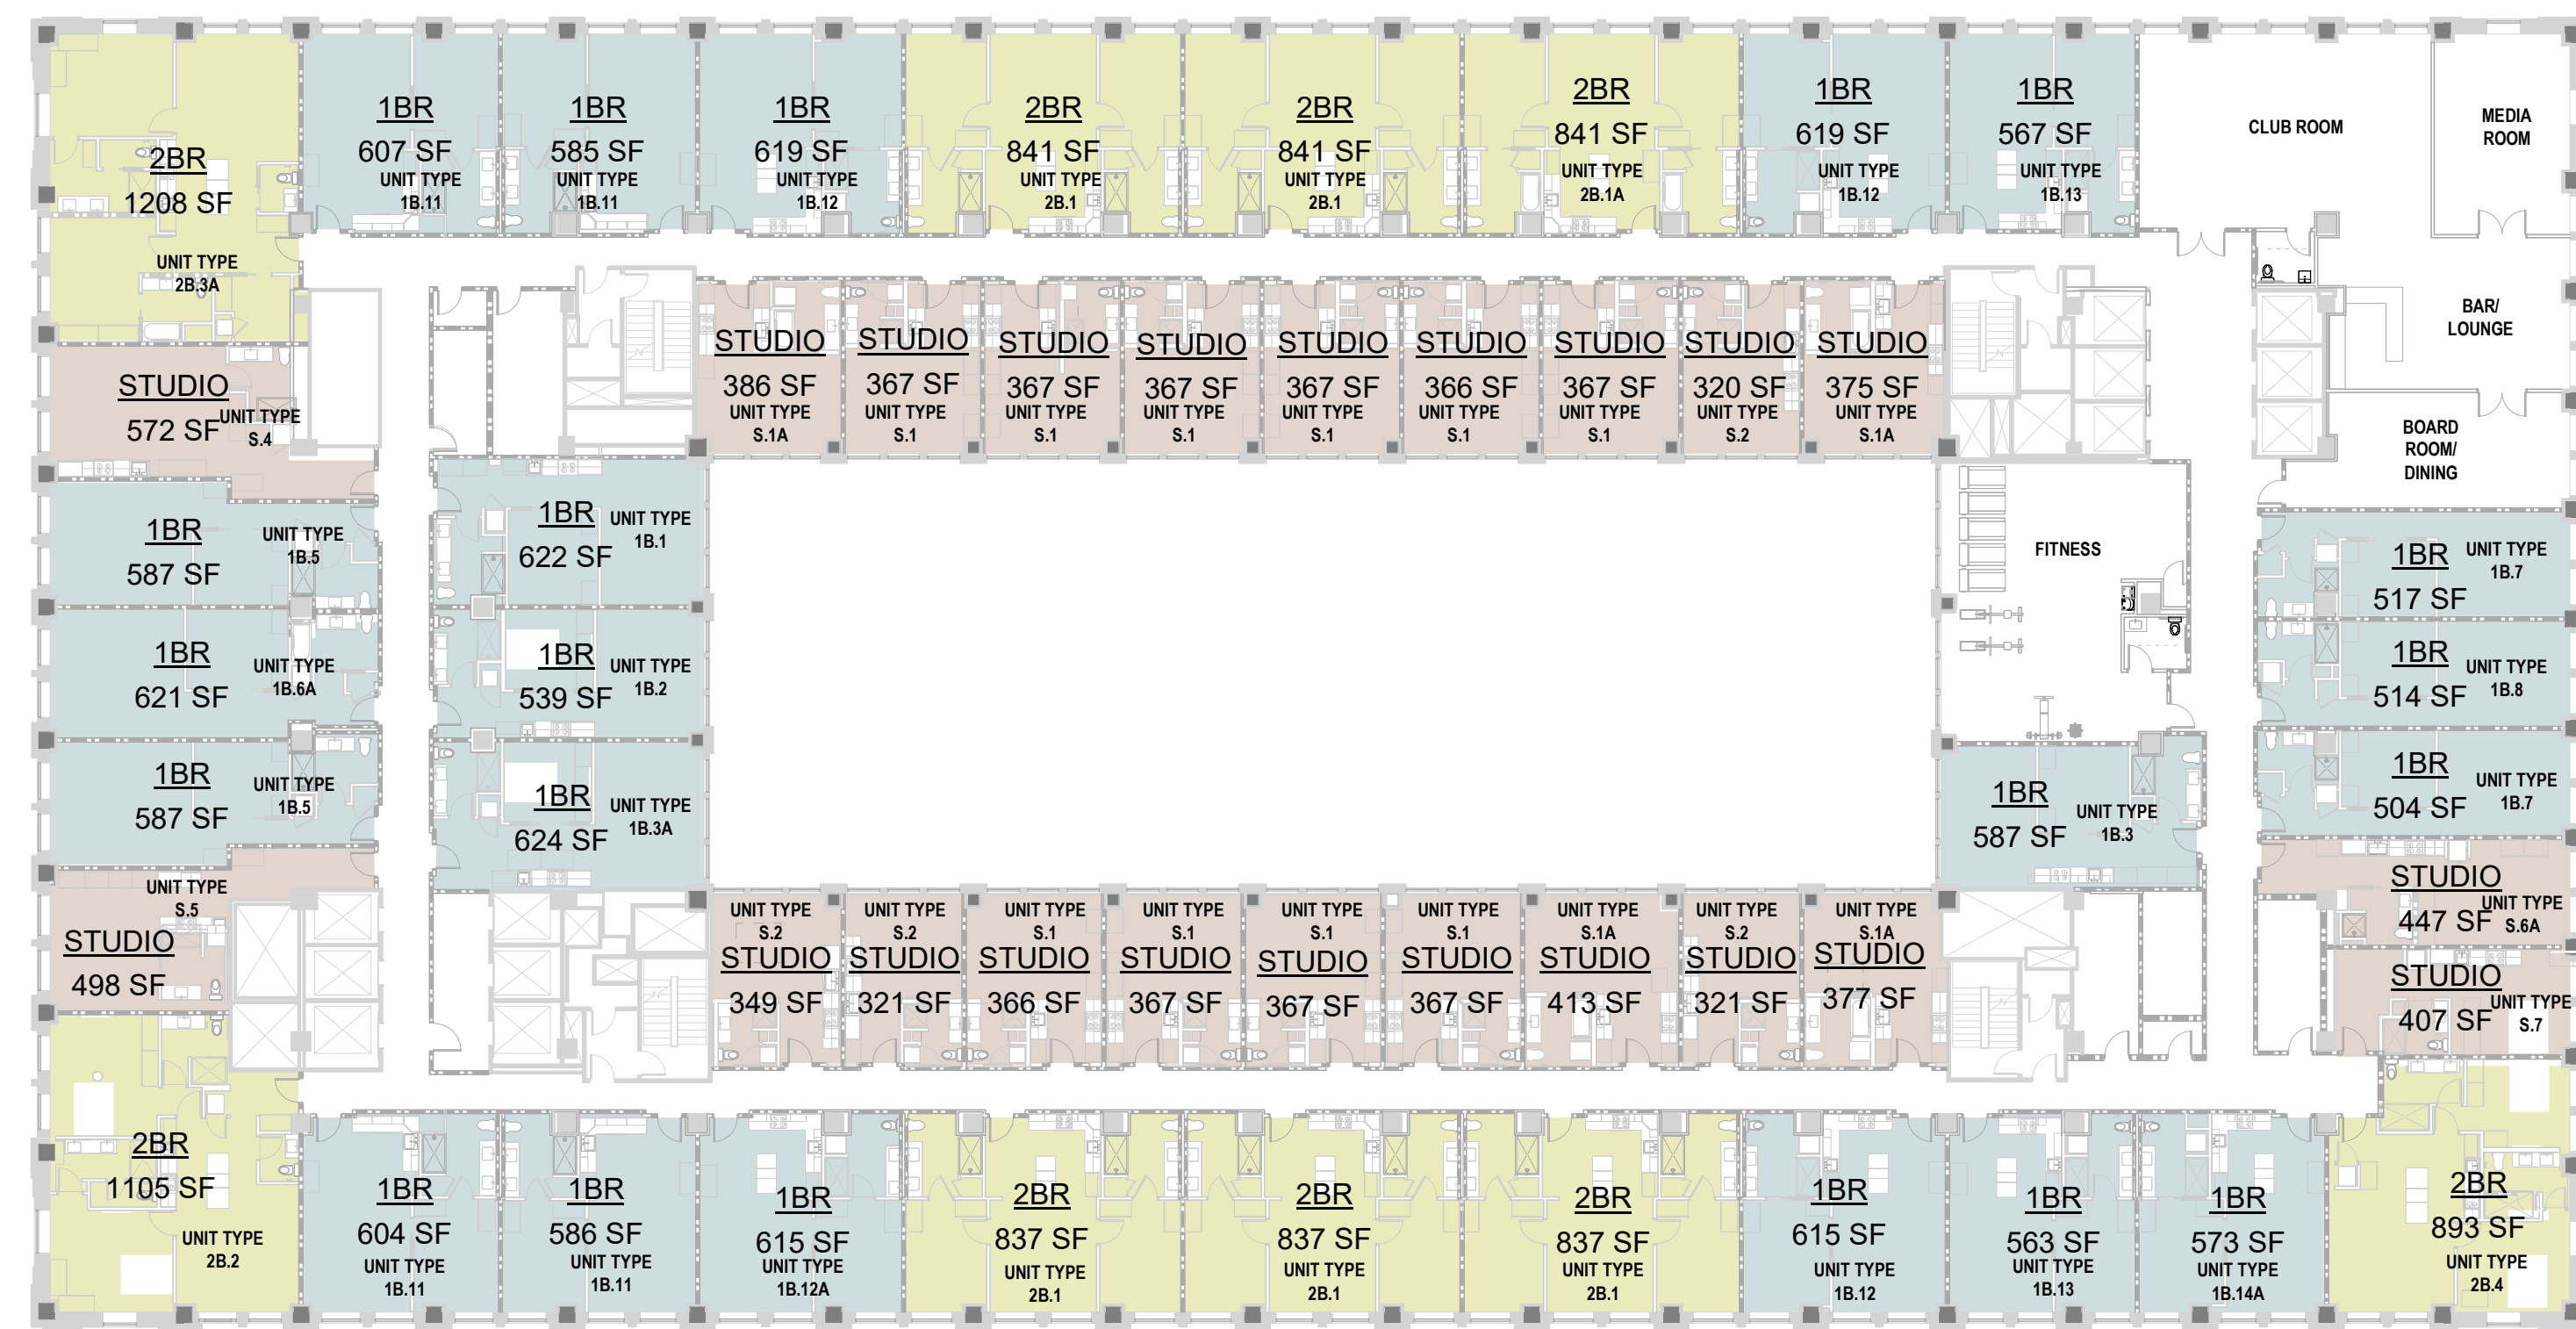 1BR
607 SF
UNIT TYPE
1B.11
1BR
585 SF
UNIT TYPE
1B.11
1BR
619 SF
UNIT TYPE
1B.12
2BR
841 SF
UNIT TYPE
2B.1
2BR
841 SF
UNIT TYPE
2B.1
2BR
841 SF
UNIT TYPE
2B.1A
1BR
619 SF
UNIT TYPE
1B.12
1BR
567 SF
UNIT TYPE
1B.13
CLUB ROOM
MEDIA
ROOM
2BR
1208 SF
UNIT TYPE
2B.3A
BAR/
LOUNGE
STUDIO
572 SF
UNIT TYPE
S.4
STUDIO
386 SF
UNIT TYPE
S.1A
STUDIO
367 SF
UNIT TYPE
S.1
STUDIO
367 SF
UNIT TYPE
S.1
STUDIO
367 SF
UNIT TYPE
S.1
STUDIO
367 SF
UNIT TYPE
S.1
STUDIO
366 SF
UNIT TYPE
S.1
STUDIO
367 SF
UNIT TYPE
S.1
STUDIO
320 SF
UNIT TYPE
S.2
STUDIO
375 SF
UNIT TYPE
S.1A
BOARD
ROOM/
DINING
1BR
587 SF
UNIT TYPE
1B.5
1BR
622 SF
UNIT TYPE
1B.1
FITNESS
1BR
517 SF
UNIT TYPE
1B.7
1BR
621 SF
UNIT TYPE
1B.6A
1BR
539 SF
UNIT TYPE
1B.2
1BR
514 SF
UNIT TYPE
1B.8
1BR
587 SF
UNIT TYPE
1B.5
1BR
624 SF
UNIT TYPE
1B.3A
1BR
587 SF
UNIT TYPE
1B.3
1BR
504 SF
UNIT TYPE
1B.7
UNIT TYPE
S.5
STUDIO
498 SF
UNIT TYPE
S.2
STUDIO
349 SF
UNIT TYPE
S.2
STUDIO
321 SF
UNIT TYPE
S.1
STUDIO
366 SF
UNIT TYPE
S.1
STUDIO
367 SF
UNIT TYPE
S.1
STUDIO
367 SF
UNIT TYPE
S.1
STUDIO
367 SF
UNIT TYPE
S.1A
STUDIO
413 SF
UNIT TYPE
S.2
STUDIO
321 SF
UNIT TYPE
S.1A
STUDIO
377 SF
STUDIO
447 SF
UNIT TYPE
S.6A
STUDIO
407 SF
UNIT TYPE
S.7
2BR
1105 SF
UNIT TYPE
2B.2
1BR
604 SF
UNIT TYPE
1B.11
1BR
586 SF
UNIT TYPE
1B.11
1BR
615 SF
UNIT TYPE
1B.12A
2BR
837 SF
UNIT TYPE
2B.1
2BR
837 SF
UNIT TYPE
2B.1
2BR
837 SF
UNIT TYPE
2B.1
1BR
615 SF
UNIT TYPE
1B.12
1BR
563 SF
UNIT TYPE
1B.13
1BR
573 SF
UNIT TYPE
1B.14A
2BR
893 SF
UNIT TYPE
2B.4